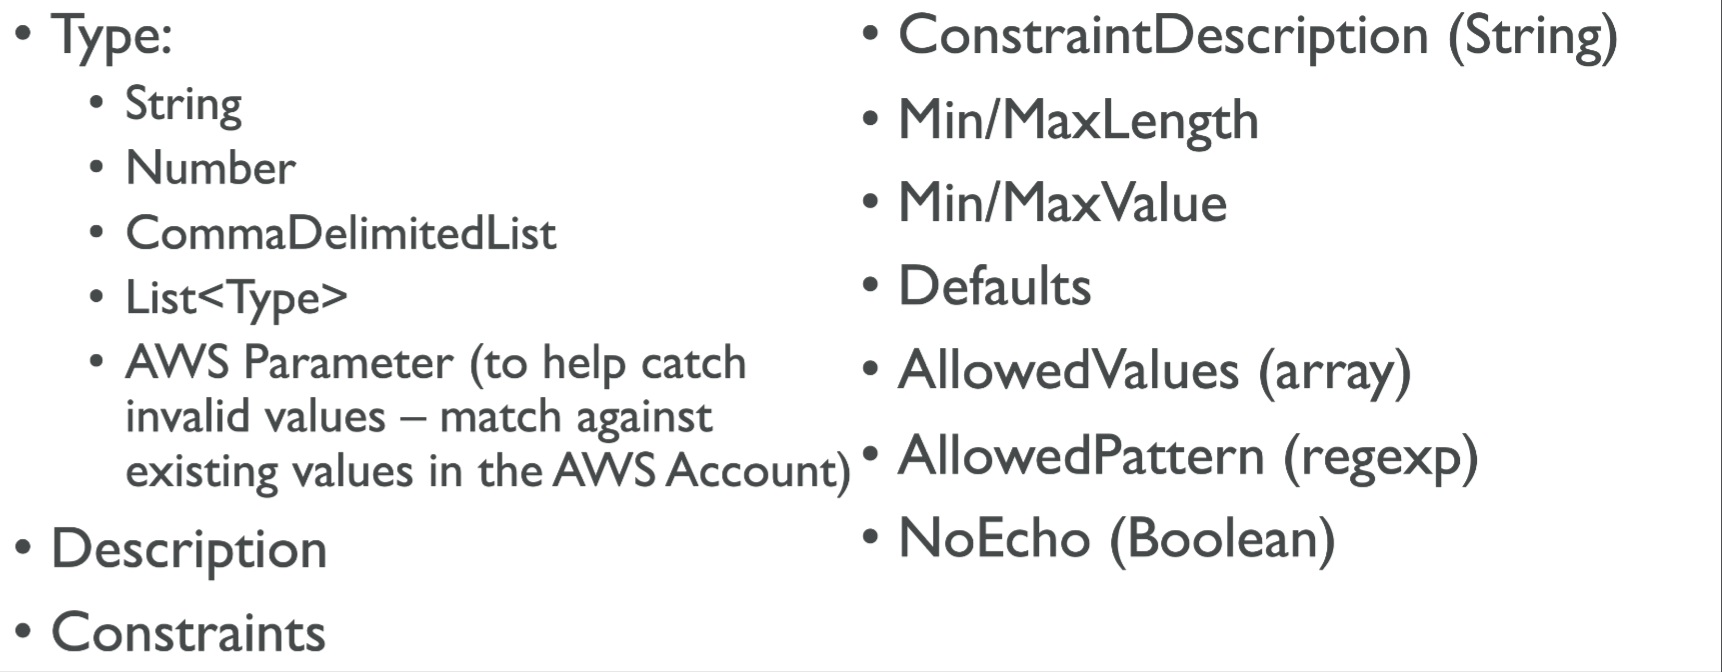 • Type:
• String
• Number
• CommaDelimitedList
• List<Type>
• AWS Parameter (to help catch
invalid values – match against
existing values in the AWS Account)
• Description
• Constraints
• ConstraintDescription (String)
• Min/MaxLength
• Min/MaxValue
• Defaults
• AllowedValues (array)
• AllowedPattern (regexp)
• NoEcho (Boolean)